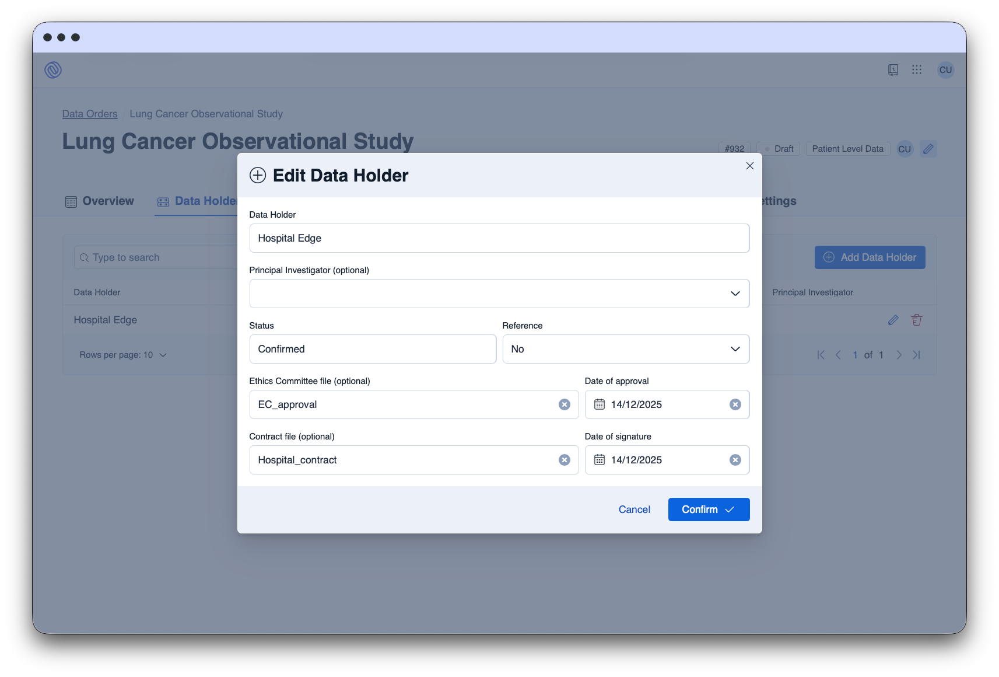 CU
Data Orders Lung Cancer Observational Study
Lung Cancer Observational Study
#932 Draft Patient Level Data CU
Edit Data Holder
Overview Data Holder ettings
Data Holder
Hospital Edge
Type to search Add Data Holder
Principal Investigator (optional)
Data Holder Principal Investigator
Hospital Edge
Status Reference
Confirmed No
Rows per page: 10 1 of 1
Ethics Committee file (optional) Date of approval
EC_approval 14/12/2025
Contract file (optional) Date of signature
Hospital_contract 14/12/2025
Cancel Confirm